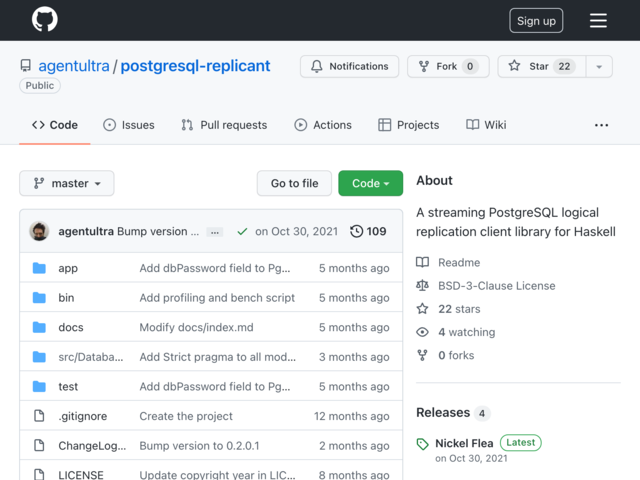 Sign up
agentultra / postgresql-replicant
Public
Notifications
Fork 0
Star 22
Code
Issues
Pull requests
Actions
Projects
Wiki
...
master
Go to file
Code
agentultra Bump version ... ... on Oct 30, 2021 109
app Add dbPassword field to Pg... 5 months ago
bin Add profiling and bench script 5 months ago
docs Modify docs/index.md 5 months ago
src/Databa... Add Strict pragma to all mod... 3 months ago
test Add dbPassword field to Pg... 5 months ago
.gitignore Create the project 12 months ago
ChangeLog... Bump version to 0.2.0.1 2 months ago
LICENSE Update copyright year in LIC... 8 months ago
About
A streaming PostgreSQL logical
replication client library for Haskell
Readme
BSD-3-Clause License
22 stars
4 watching
0 forks
Releases 4
Nickel Flea Latest
on Oct 30, 2021